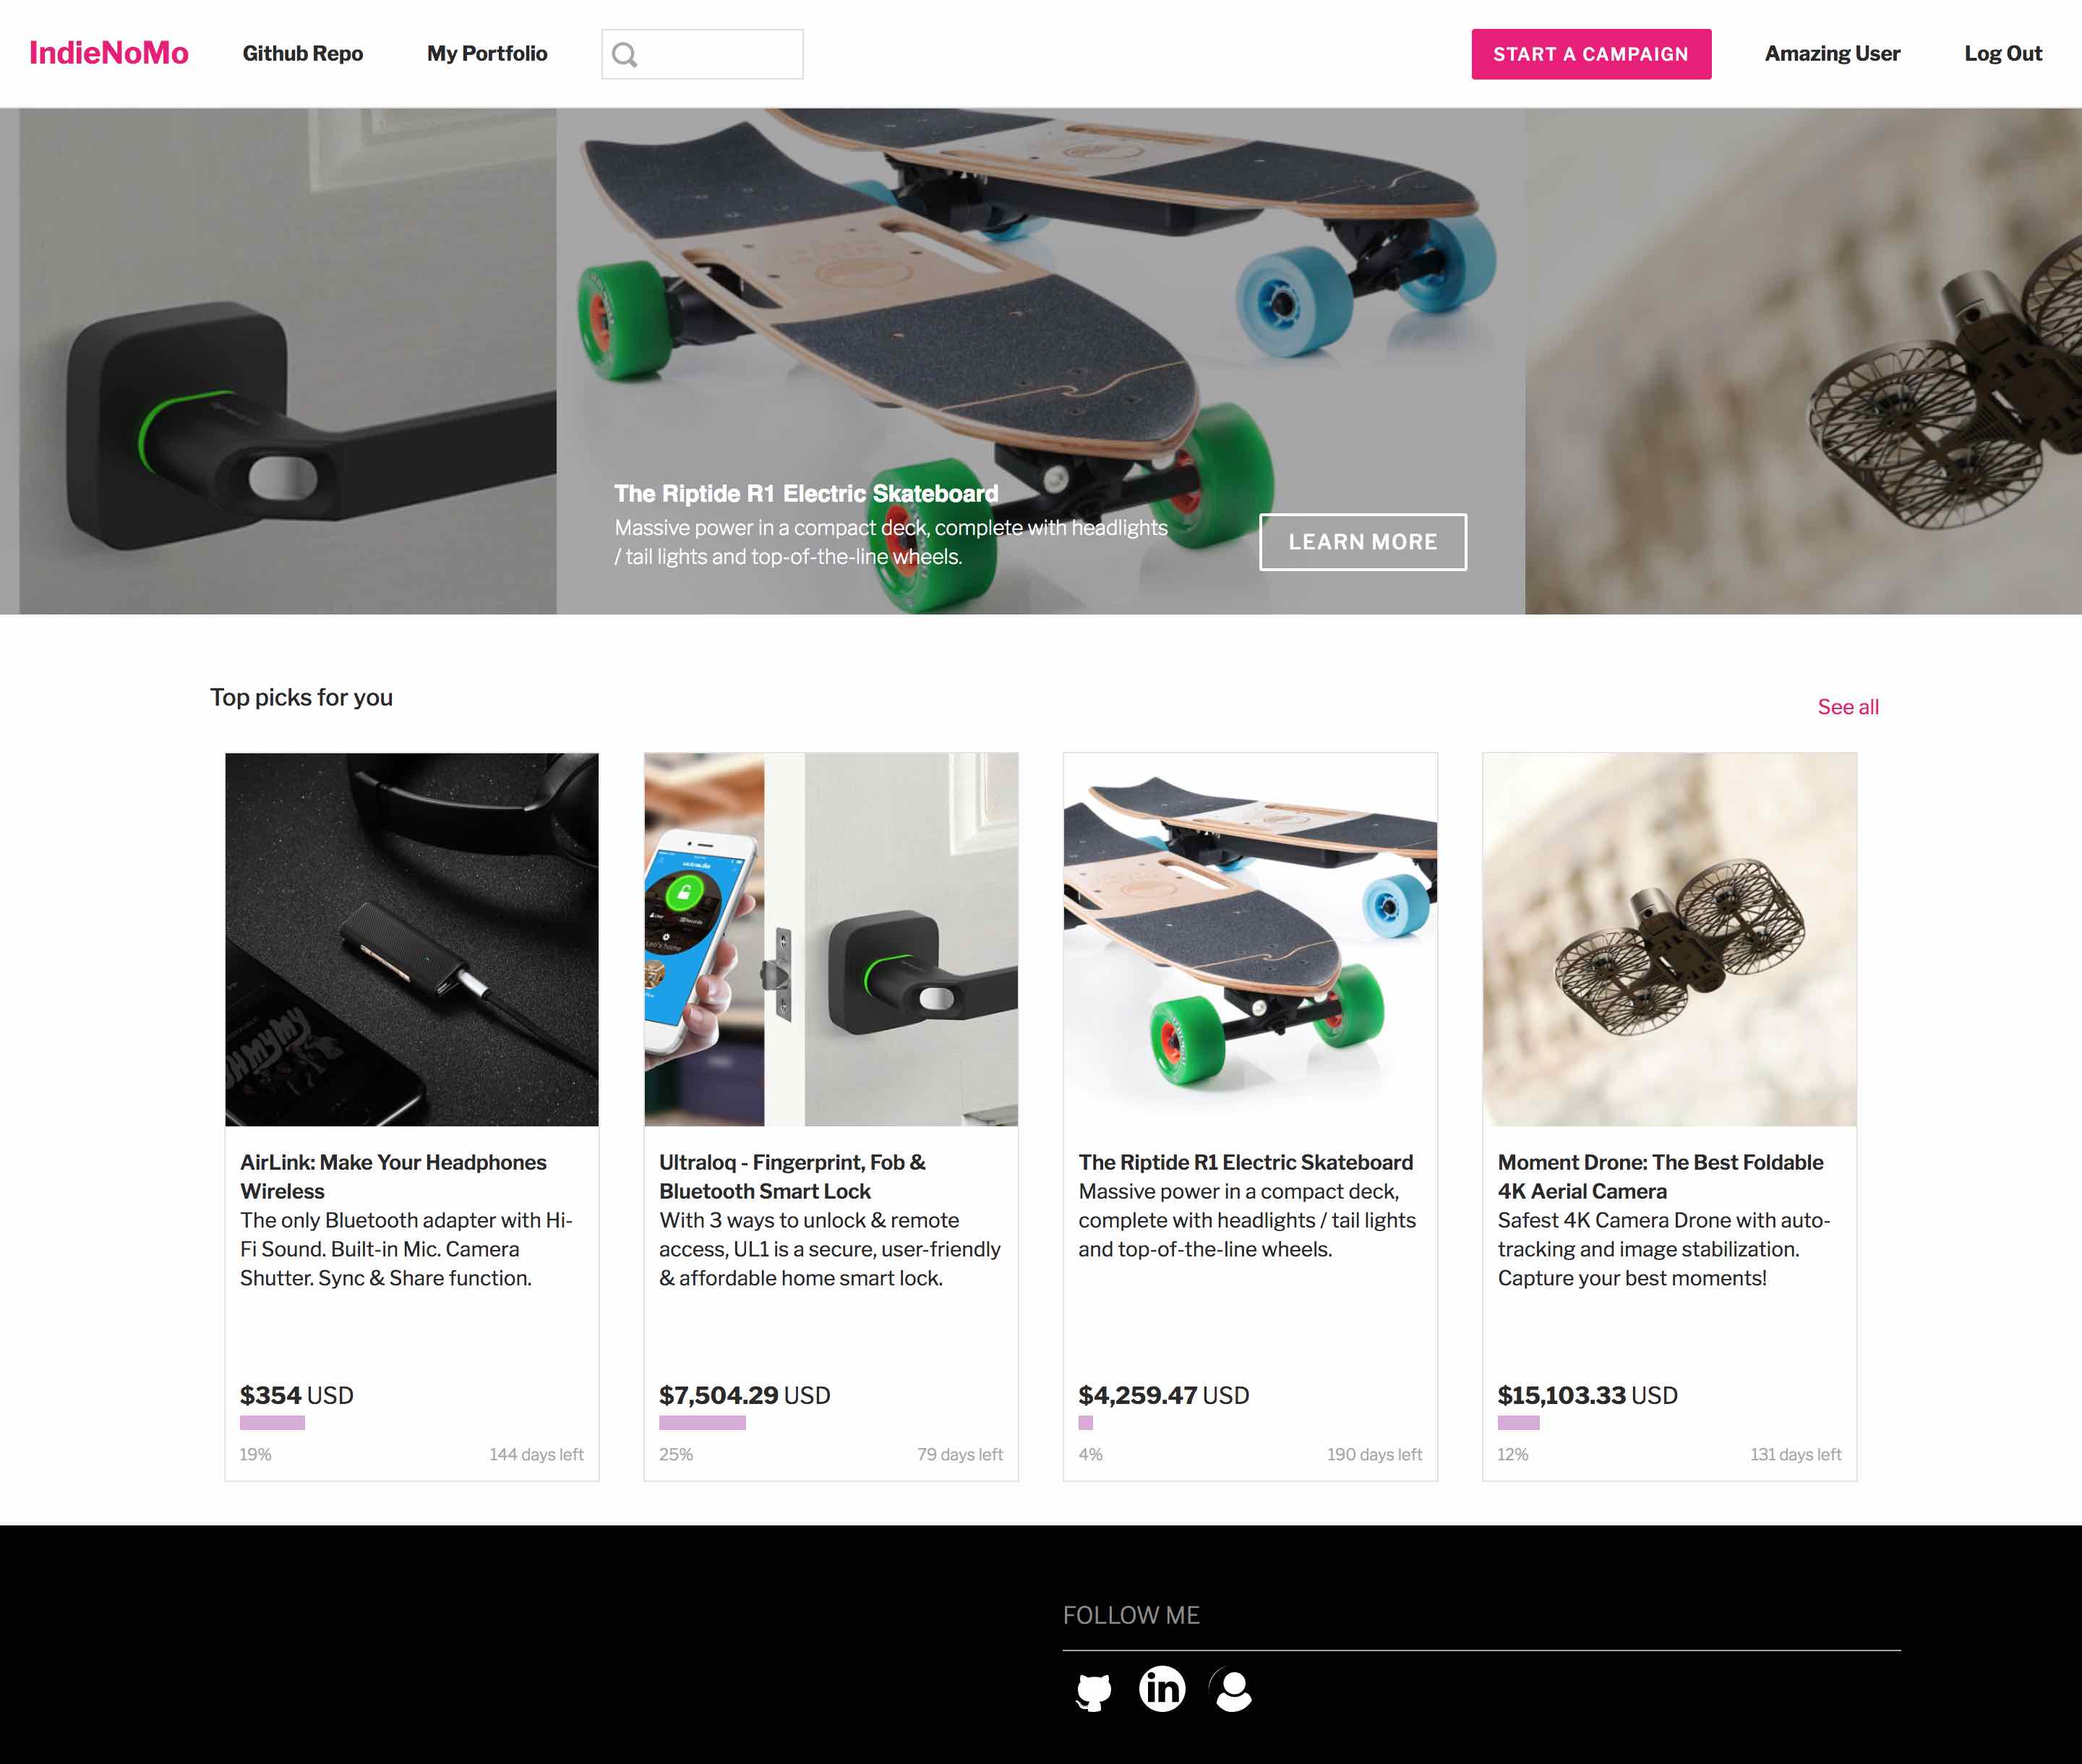 IndieNoMo
Github Repo
My Portfolio
START A CAMPAIGN
Amazing User
Log Out
The Riptide R1 Electric Skateboard
Massive power in a compact deck, complete with headlights
/ tail lights and top-of-the-line wheels.
LEARN MORE
Top picks for you
See all
OH MY MY
Leo's home
AirLink: Make Your Headphones
Wireless
The only Bluetooth adapter with Hi-
Fi Sound. Built-in Mic. Camera
Shutter. Sync & Share function.
$354 USD
19%
144 days left
Ultraloq - Fingerprint, Fob &
Bluetooth Smart Lock
With 3 ways to unlock & remote
access, UL1 is a secure, user-friendly
& affordable home smart lock.
$7,504.29 USD
25%
79 days left
The Riptide R1 Electric Skateboard
Massive power in a compact deck,
complete with headlights / tail lights
and top-of-the-line wheels.
$4,259.47 USD
4%
190 days left
Moment Drone: The Best Foldable
4K Aerial Camera
Safest 4K Camera Drone with auto-
tracking and image stabilization.
Capture your best moments!
$15,103.33 USD
12%
131 days left
FOLLOW ME
in